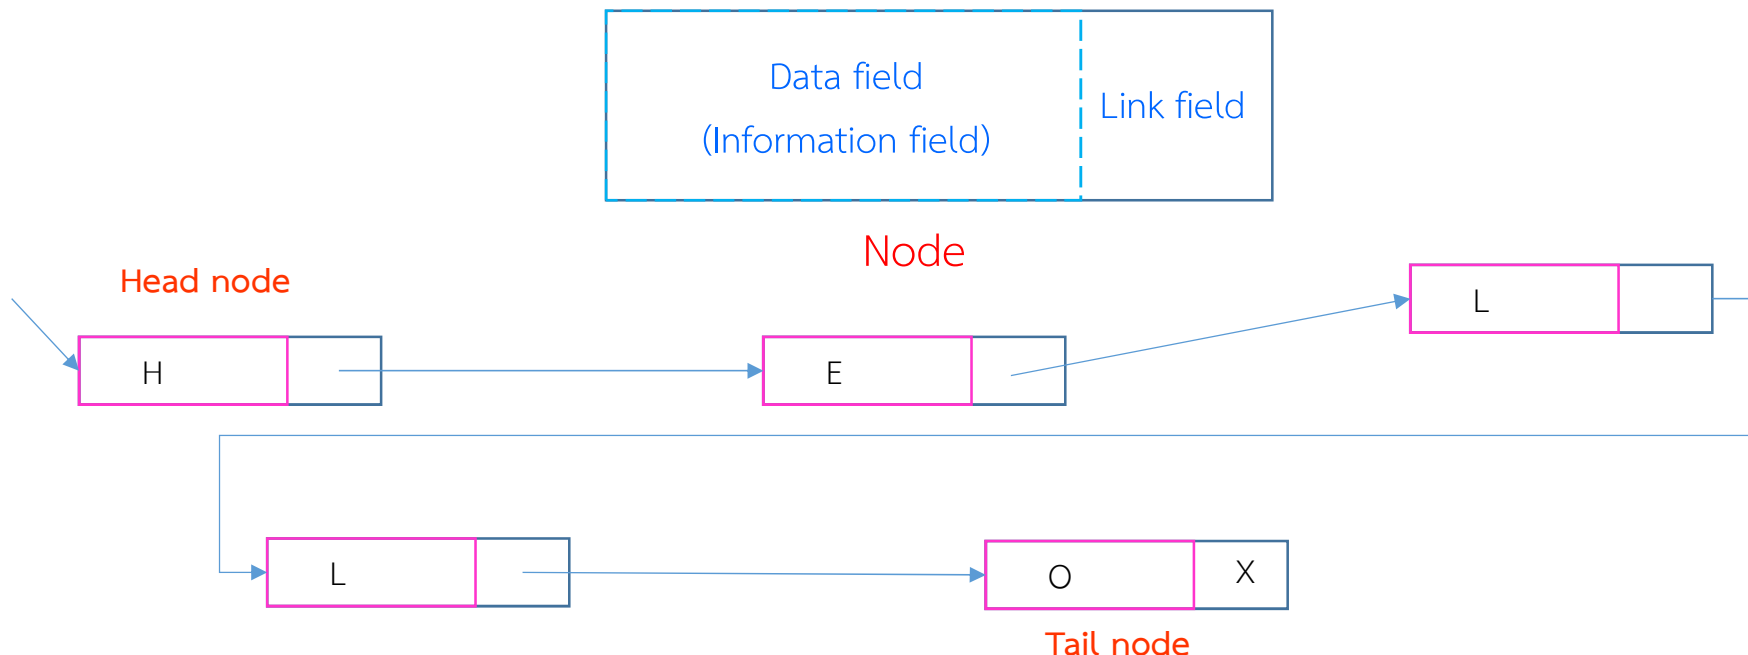 Data field
(Information field)
Link field
Node
Head node
H
E
L
L
O
X
Tail node